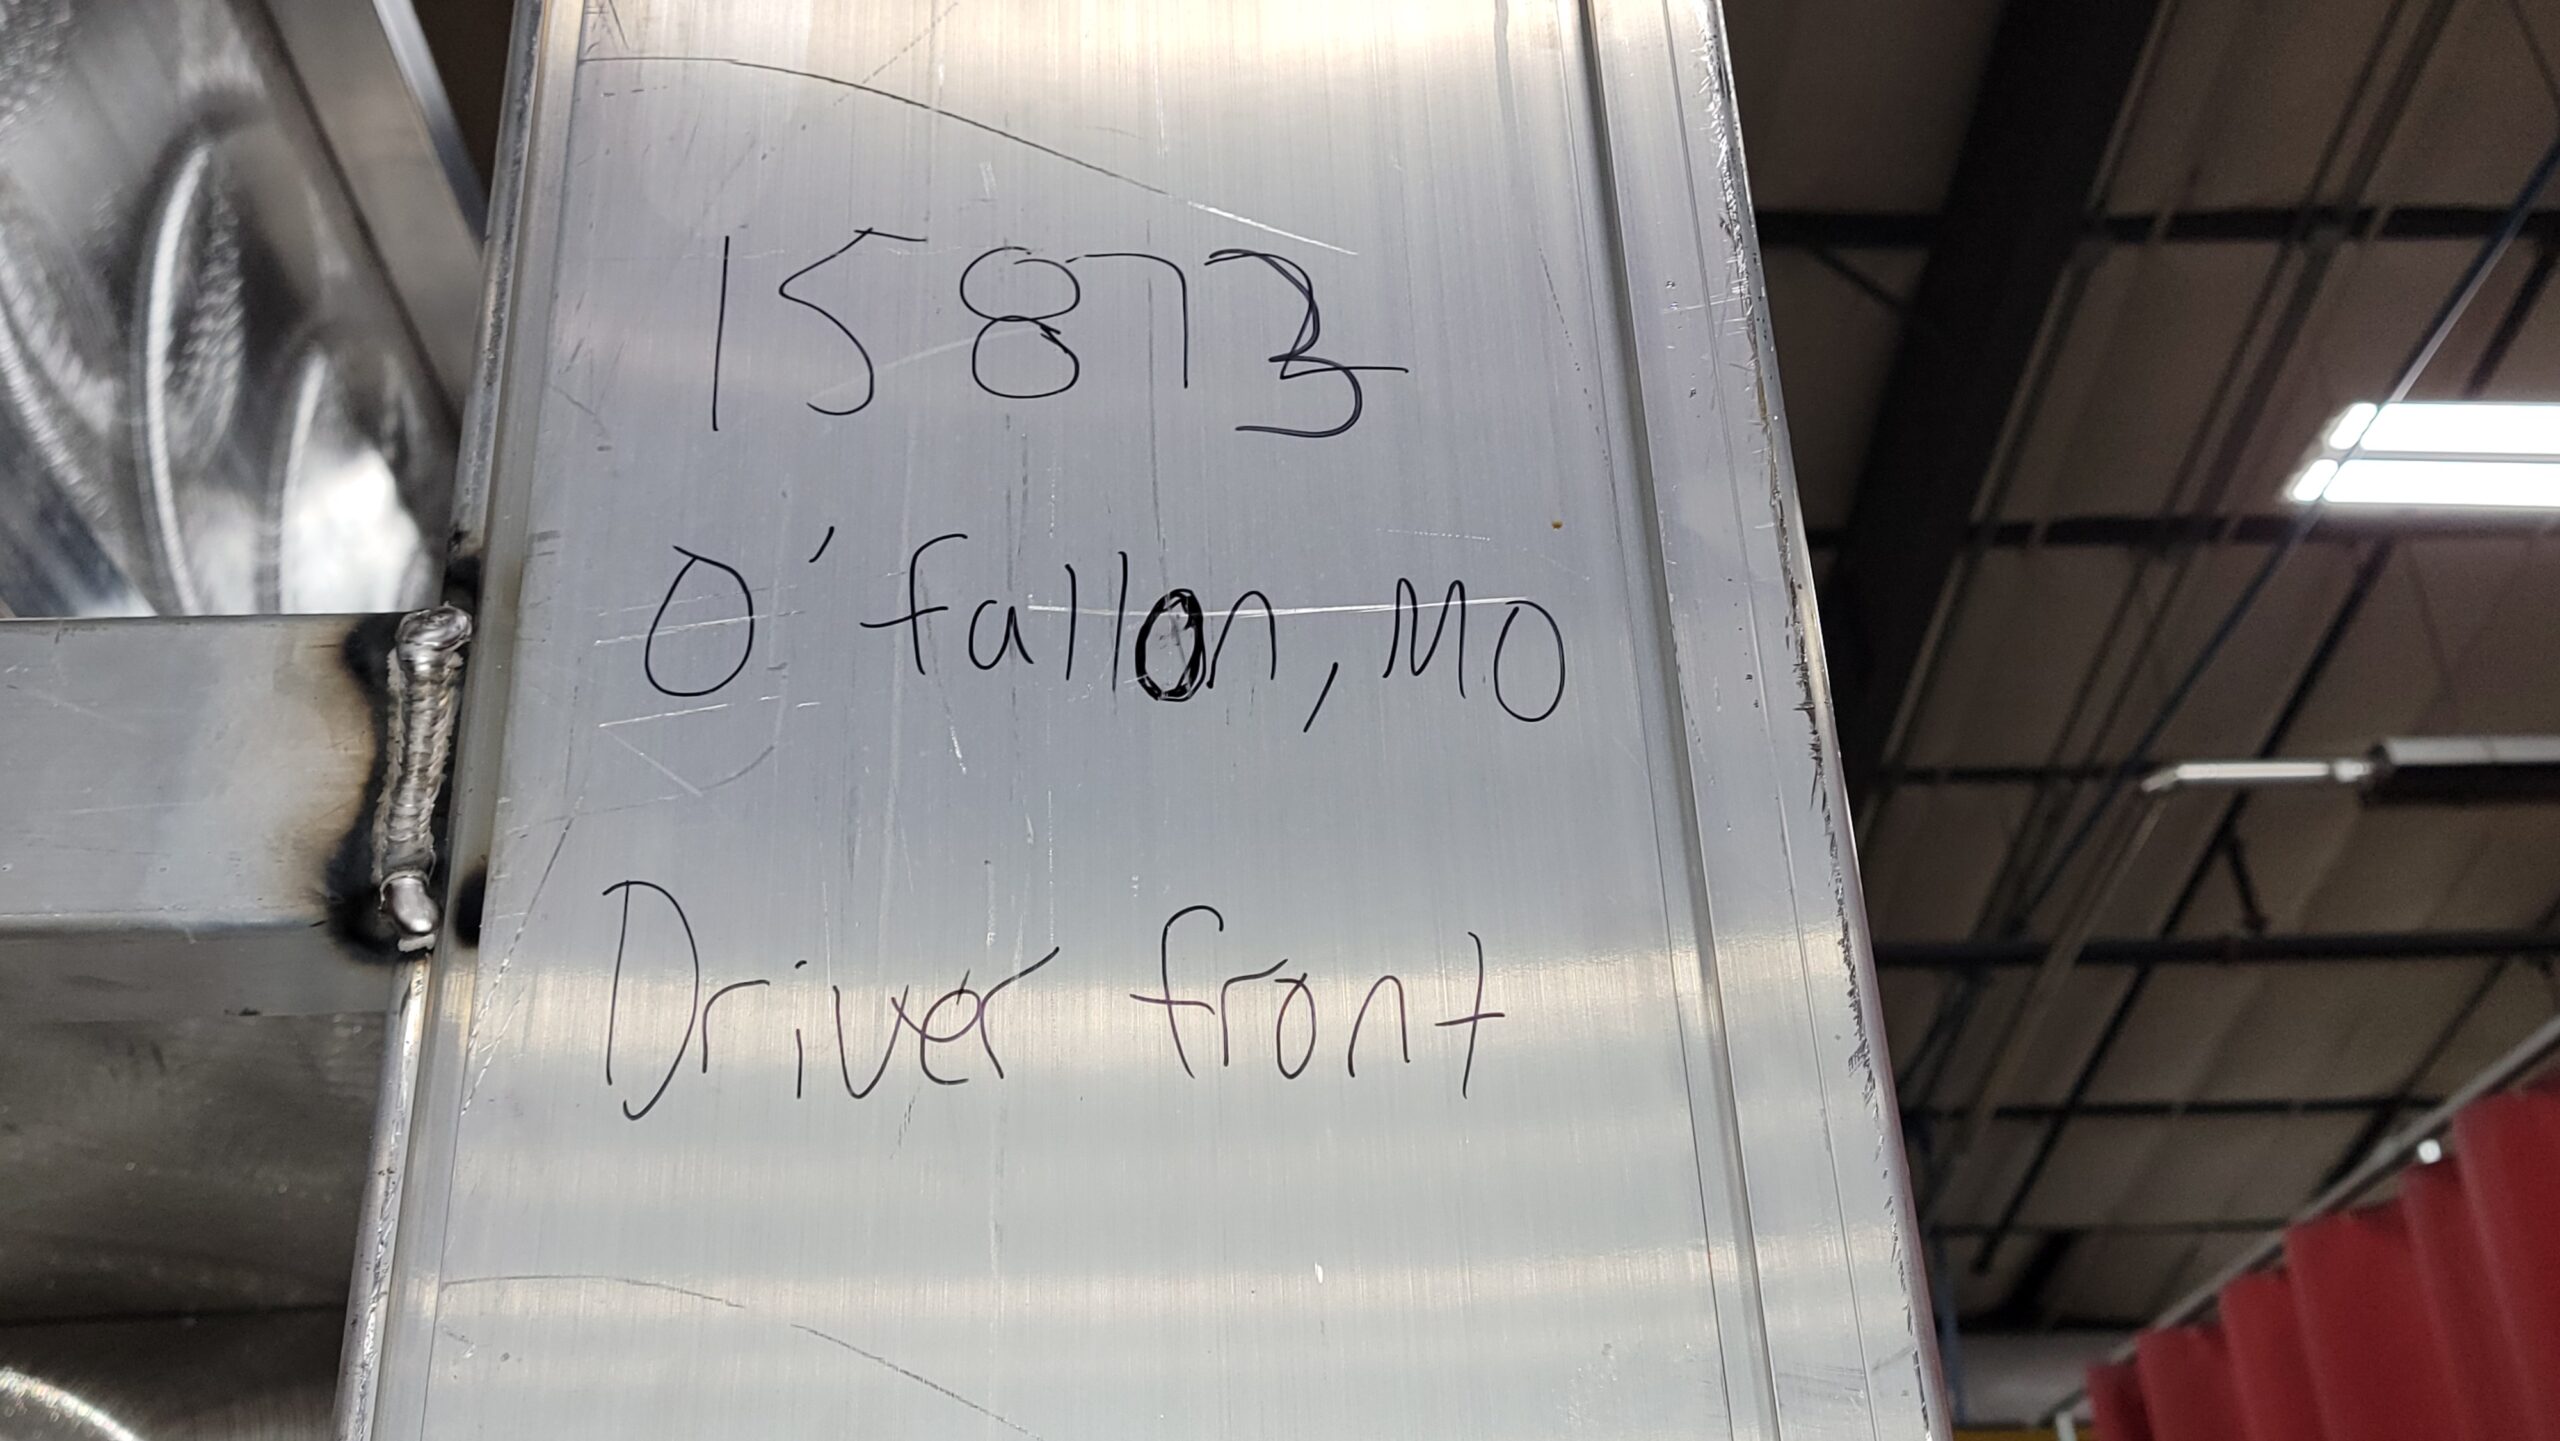 15873
O'fallon, MO
Driver front